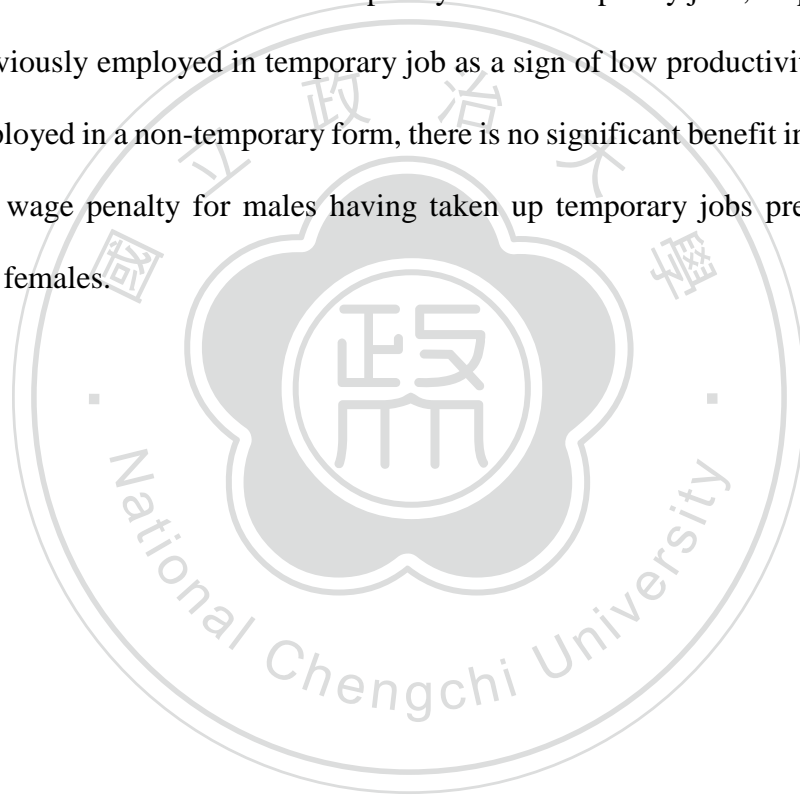 viously employed in temporary job as a sign of low productivi
ployed in a non-temporary form, there is no significant benefit in
wage penalty for males having taken up temporary jobs pre
females.
國立政治大學
政大
National Chengchi University